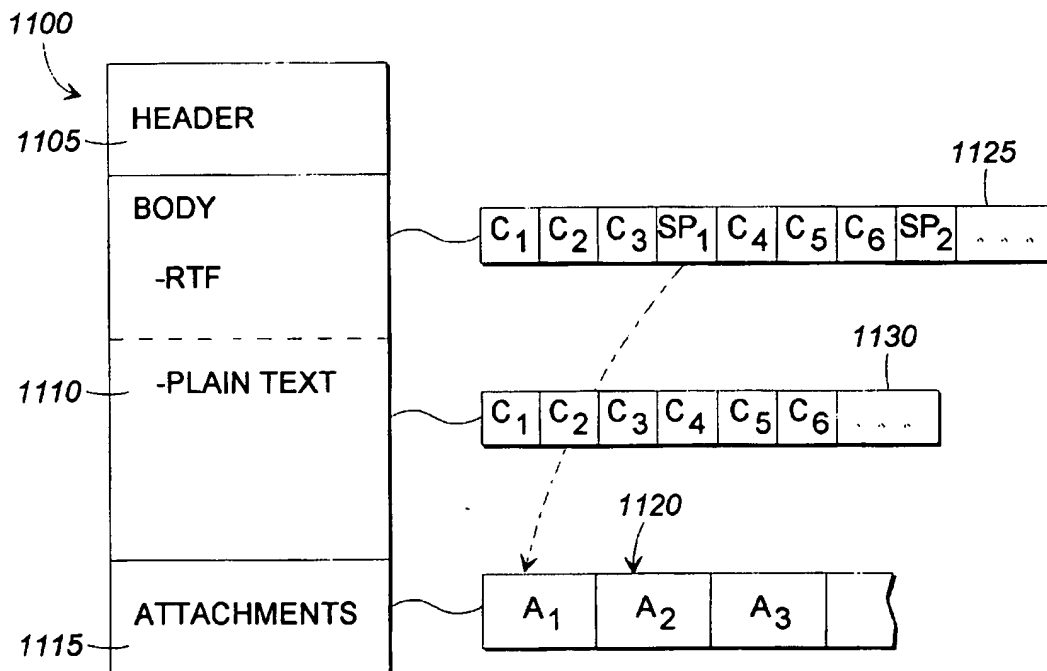 1100
HEADER
1105
BODY
1125
C1 C2 C3 SP1 C4 C5 C6 SP2 . . .
-RTF
1130
1110
-PLAIN TEXT
C1 C2 C3 C4 C5 C6 . . .
1120
ATTACHMENTS
A1 A2 A3
1115